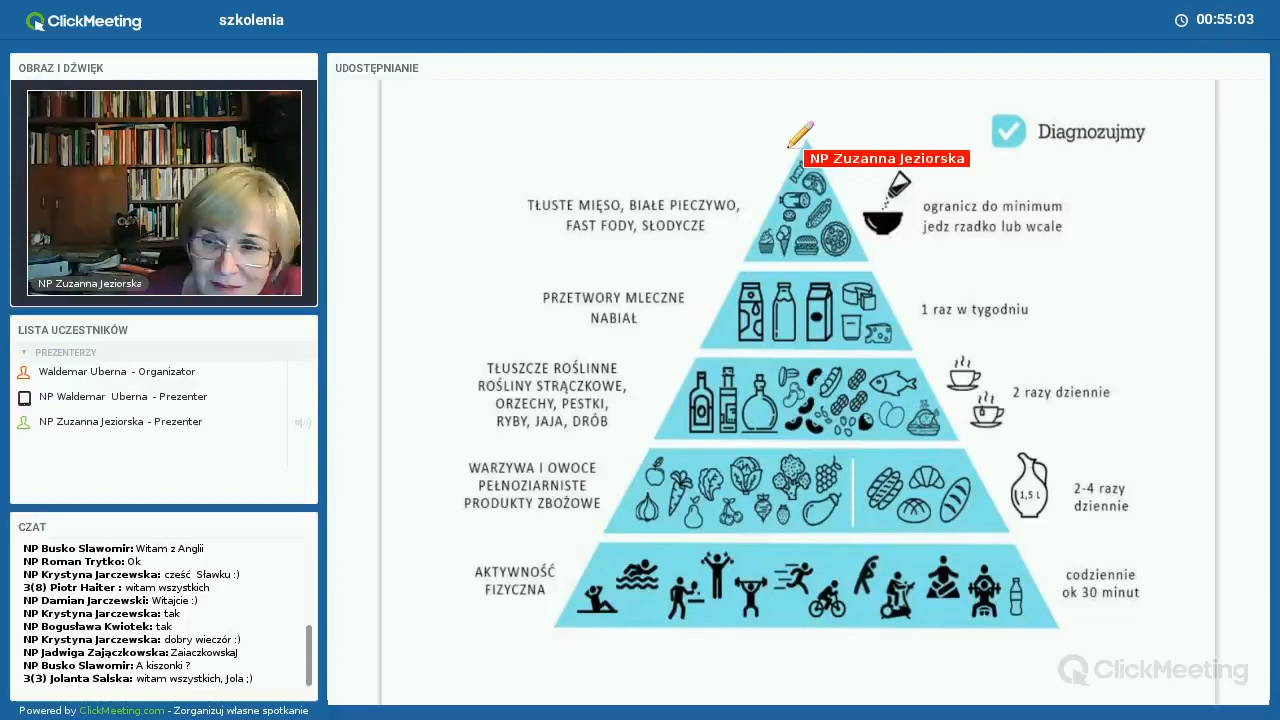 ClickMeeting
szkolenia
00:55:03
OBRAZ I DŹWIĘK
NP Zuzanna Jeziorska
LISTA UCZESTNIKÓW
PREZENTERZY
Waldemar Uberna - Organizator
NP Waldemar Uberna - Prezenter
NP Zuzanna Jeziorska - Prezenter
CZAT
NP Busko Slawomir: Witam z Anglii
NP Roman Trytko: Ok
NP Krystyna Jarczewska: cześć Sławku :)
3(8) Piotr Haiter : witam wszystkich
NP Damian Jarczewski: Witajcie :)
NP Krystyna Jarczewska: tak
NP Bogusława Kwiotek: tak
NP Krystyna Jarczewska: dobry wieczór :)
NP Jadwiga Zajączkowska: ZaiaczkowskaJ
NP Busko Slawomir: A kiszonki ?
3(3) Jolanta Salska: witam wszystkich, Jola ;)
Powered by ClickMeeting.com - Zorganizuj własne spotkanie
UDOSTĘPNIANIE
Diagnozujmy
NP Zuzanna Jeziorska
TŁUSTE MIĘSO, BIAŁE PIECZYWO,
FAST FODY, SŁODYCZE
ogranicz do minimum
jedz rzadko lub wcale
PRZETWORY MLECZNE
NABIAŁ
1 raz w tygodniu
TŁUSZCZE ROŚLINNE
ROŚLINY STRĄCZKOWE,
ORZECHY, PESTKI,
RYBY, JAJA, DRÓB
2 razy dziennie
WARZYWA I OWOCE
PEŁNOZIARNISTE
PRODUKTY ZBOŻOWE
1,5 L
2-4 razy
dziennie
AKTYWNOŚĆ
FIZYCZNA
codziennie
ok 30 minut
ClickMeeting